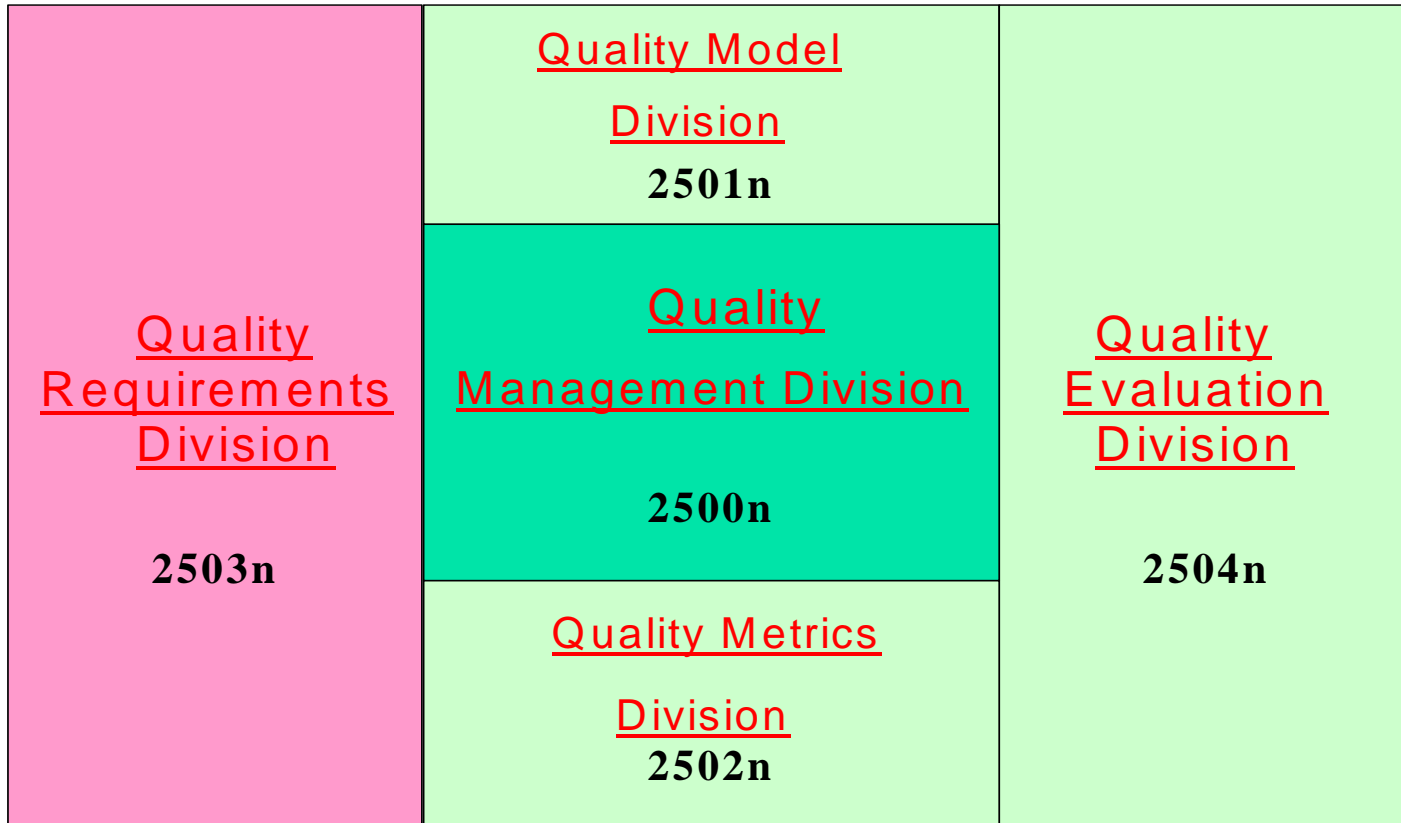 Quality
Requirements
Division
2503n
Quality Model
Division
2501n
Quality
Management Division
2500n
Quality Metrics
Division
2502n
Quality
Evaluation
Division
2504n